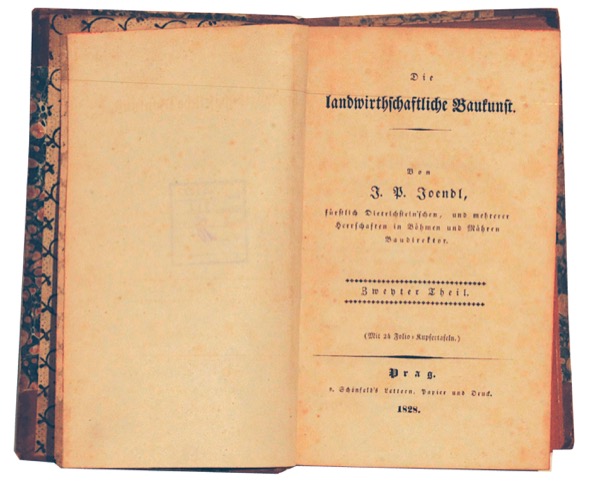 Die
landwirthschaftliche Baukunst.
Von
J. P. Joendl,
fürstlich Dietrichstein'schen, und mehrerer
Herrschaften in Böhmen und Mähren
Baudirektor.
Zweyter Theil.
(Mit 24 Folio-Kupfertafeln.)
Prag.
v. Schönfeld's Lettern, Papier und Druck.
1828.